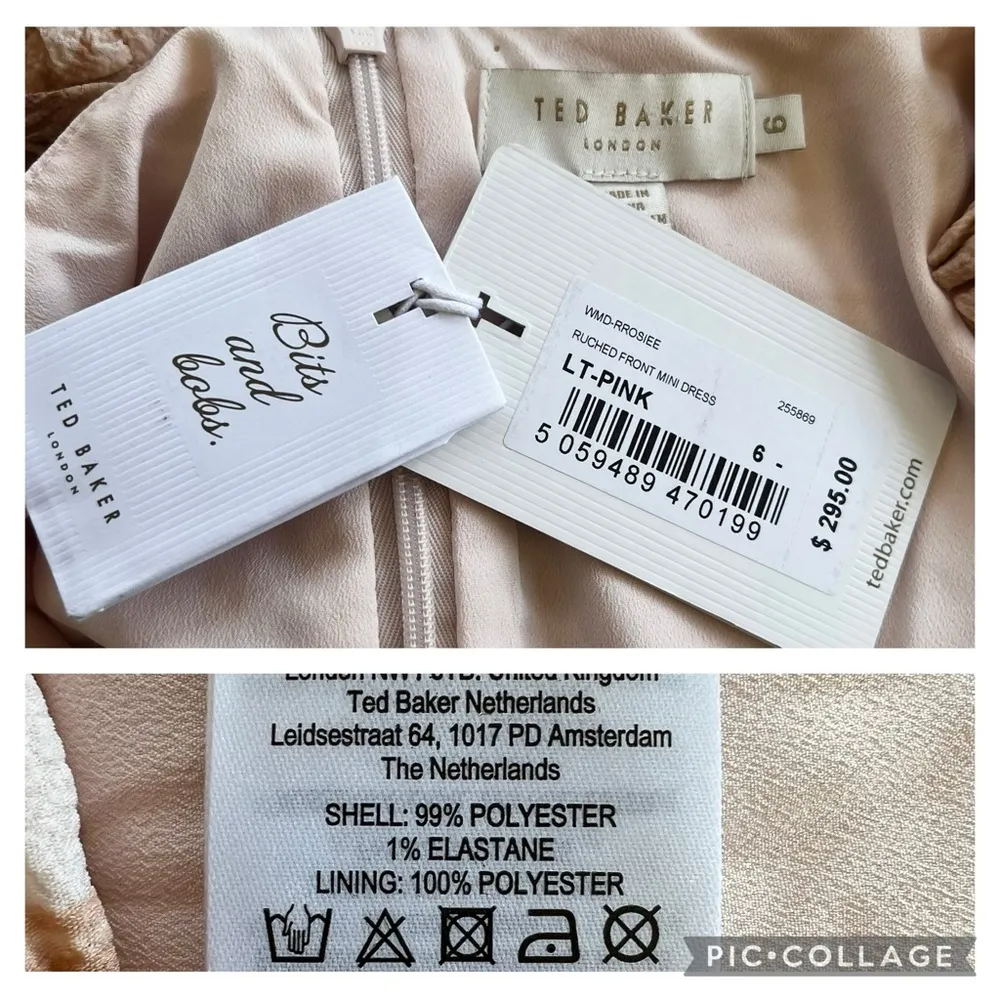 TED BAKER
LONDON
6
MADE IN
Bits
and
bobs.
TED BAKER
LONDON
WMD-RROSIEE
RUCHED FRONT MINI DRESS
LT-PINK
255869
6 -
5 059489 470199
$ 295.00
tedbaker.com
Ted Baker Netherlands
Leidsestraat 64, 1017 PD Amsterdam
The Netherlands
SHELL: 99% POLYESTER
1% ELASTANE
LINING: 100% POLYESTER
PIC•COLLAGE